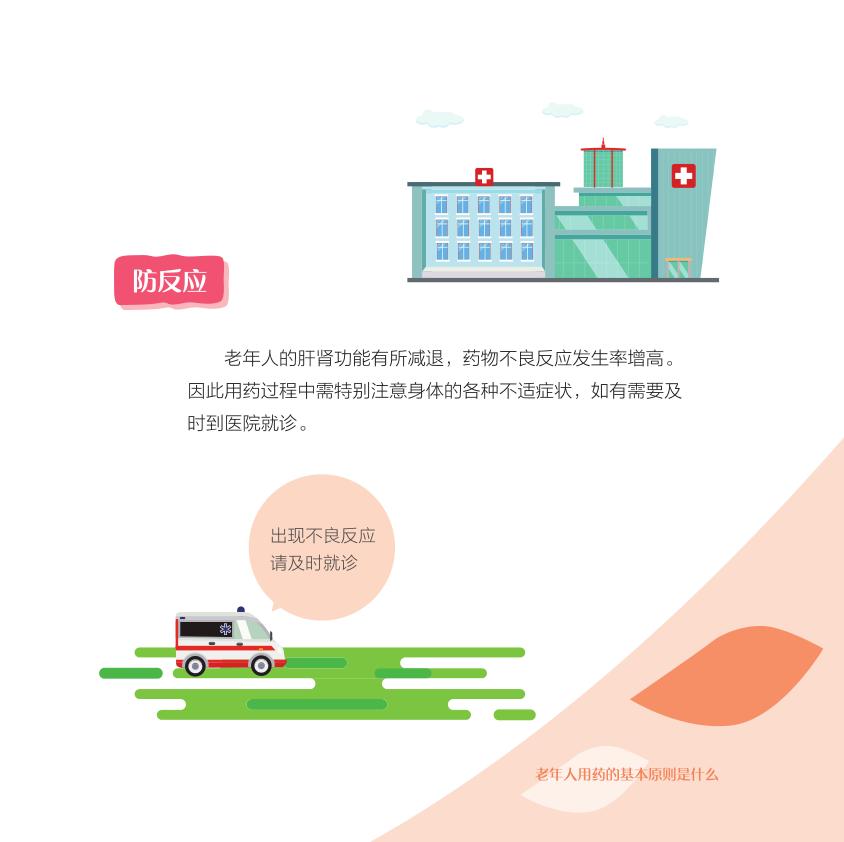 防反应
老年人的肝肾功能有所减退，药物不良反应发生率增高。
因此用药过程中需特别注意身体的各种不适症状，如有需要及
时到医院就诊。
出现不良反应
请及时就诊
老年人用药的基本原则是什么